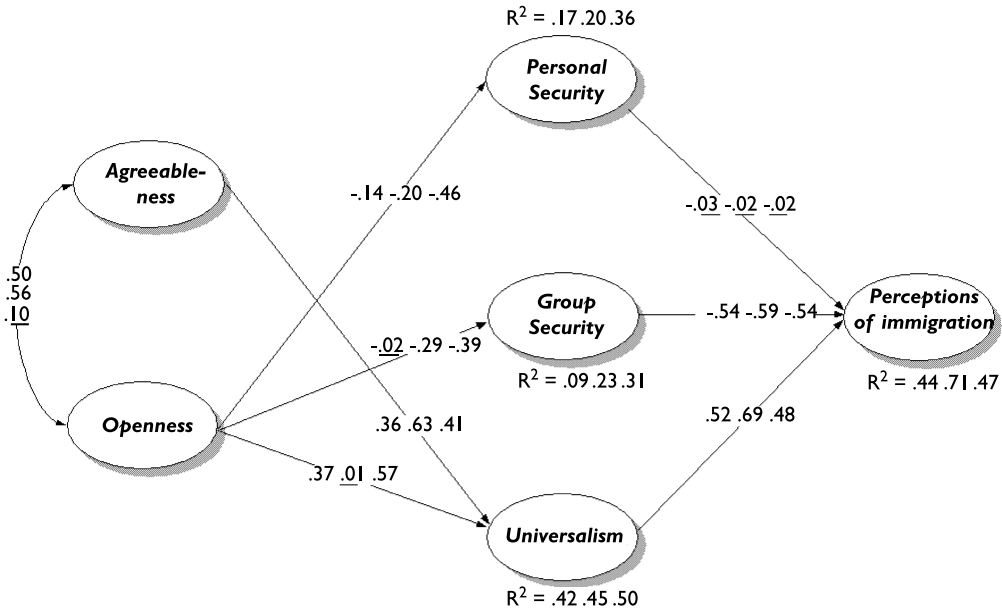 R² = .17.20.36
Personal
Security
Agreeable-
ness
-.14 -.20 -.46
-.03 -.02 -.02
.50
.56
.10
Group
Security
-.54 -.59 -.54
Perceptions
of immigration
-.02 -.29 -.39
R² = .09.23.31
R² = .44.71.47
Openness
.36.63.41
.52.69.48
.37.01.57
Universalism
R² = .42.45.50